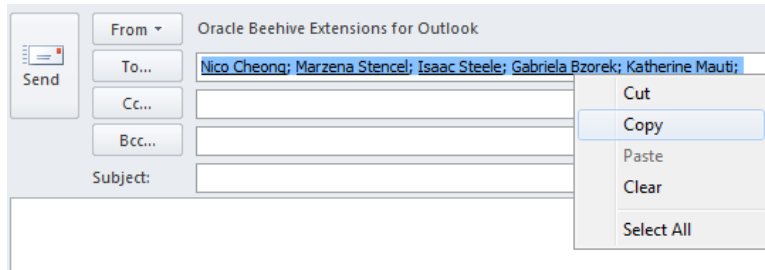 From Oracle Beehive Extensions for Outlook
Send
To... Nico Cheong; Marzena Stencel; Isaac Steele; Gabriela Bzorek; Katherine Mauti;
Cc...
Bcc...
Subject:
Cut
Copy
Paste
Clear
Select All